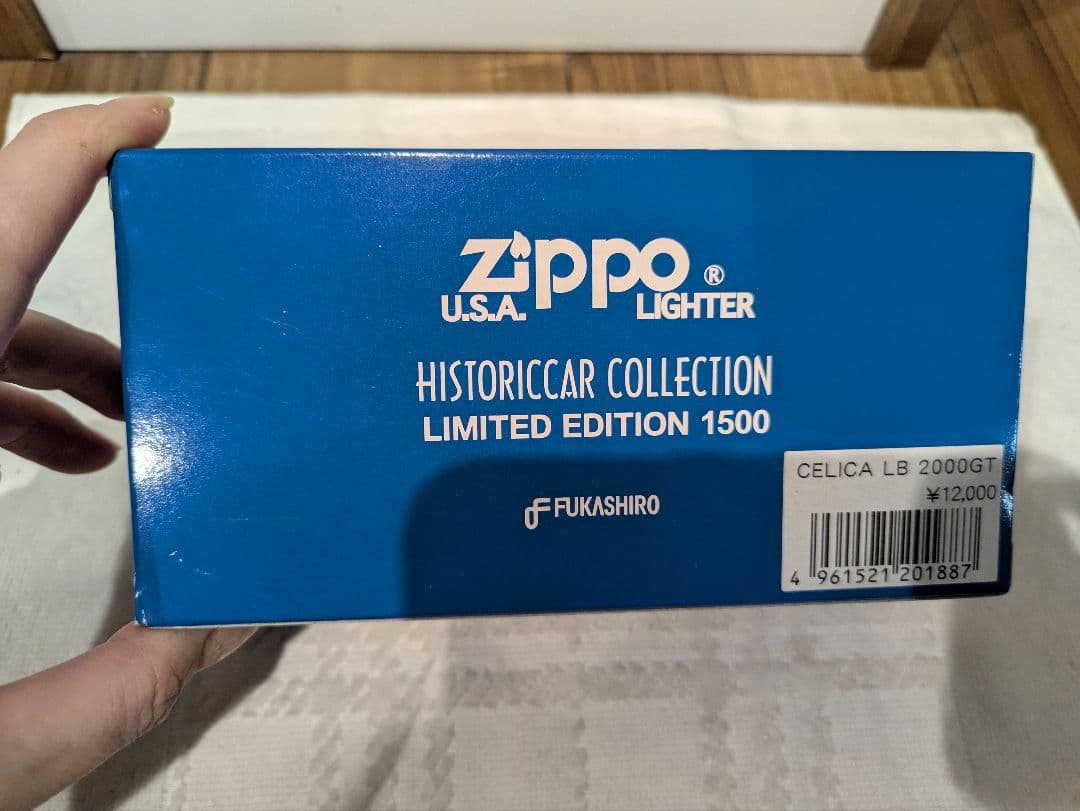 Zippo®
U.S.A. LIGHTER
HISTORICCAR COLLECTION
LIMITED EDITION 1500
FUKASHIRO
CELICA LB 2000GT
¥12,000
4 961521 201887